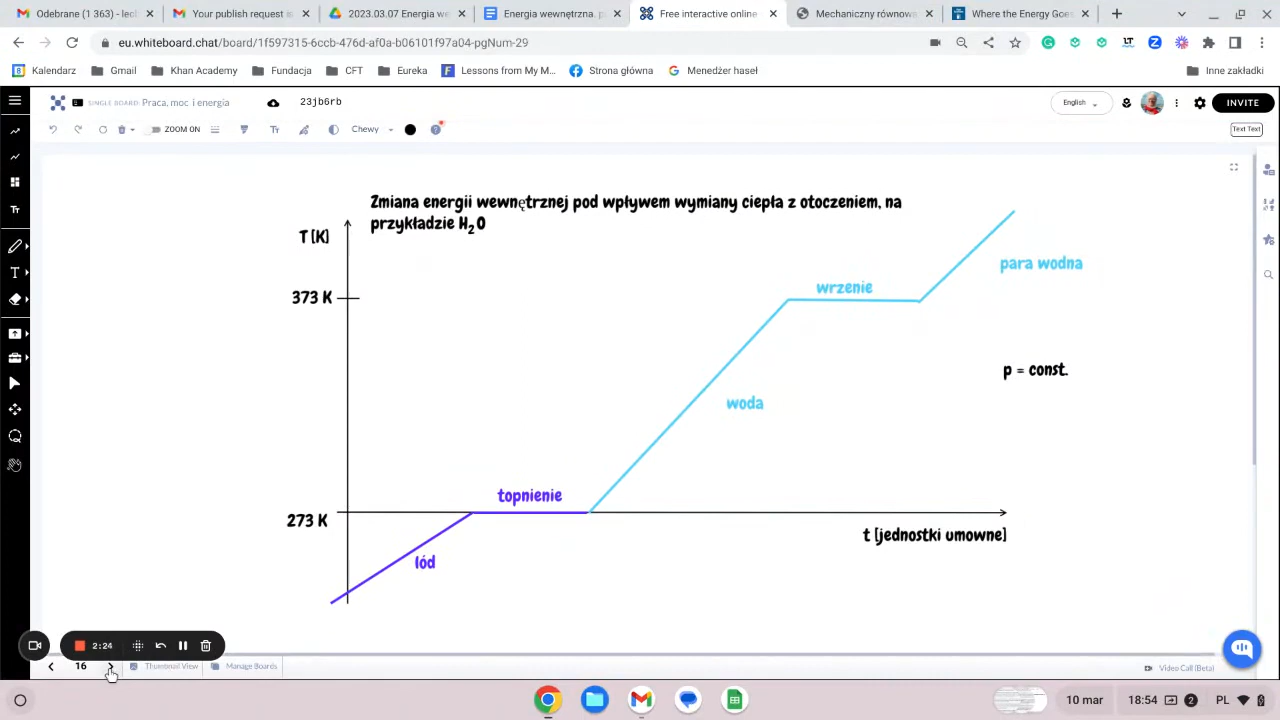 Odebrane (1 363) - lech
Your publish request
2023.03.07 Energia we
Energia wewnętrzna. p
Free interactive online
Mechaniczny równowa
Where the Energy Goes
eu.whiteboard.chat/board/1f597315-6ccb-476d-af0a-b06101f97a04-pgNum-29
Kalendarz
Gmail
Khan Academy
Fundacja
CFT
Eureka
Lessons from My M...
Strona główna
Menedżer haseł
Inne zakładki
SINGLE BOARD: Praca, moc i energia
23jb6rb
English
INVITE
ZOOM ON
Chewy
Text Text
Zmiana energii wewnętrznej pod wpływem wymiany ciepła z otoczeniem, na
przykładzie H₂O
T [K]
para wodna
373 K
wrzenie
p = const.
woda
topnienie
273 K
t [jednostki umowne]
lód
2:24
16
Thumbnail View
Manage Boards
Video Call (Beta)
10 mar
18:54
2
PL